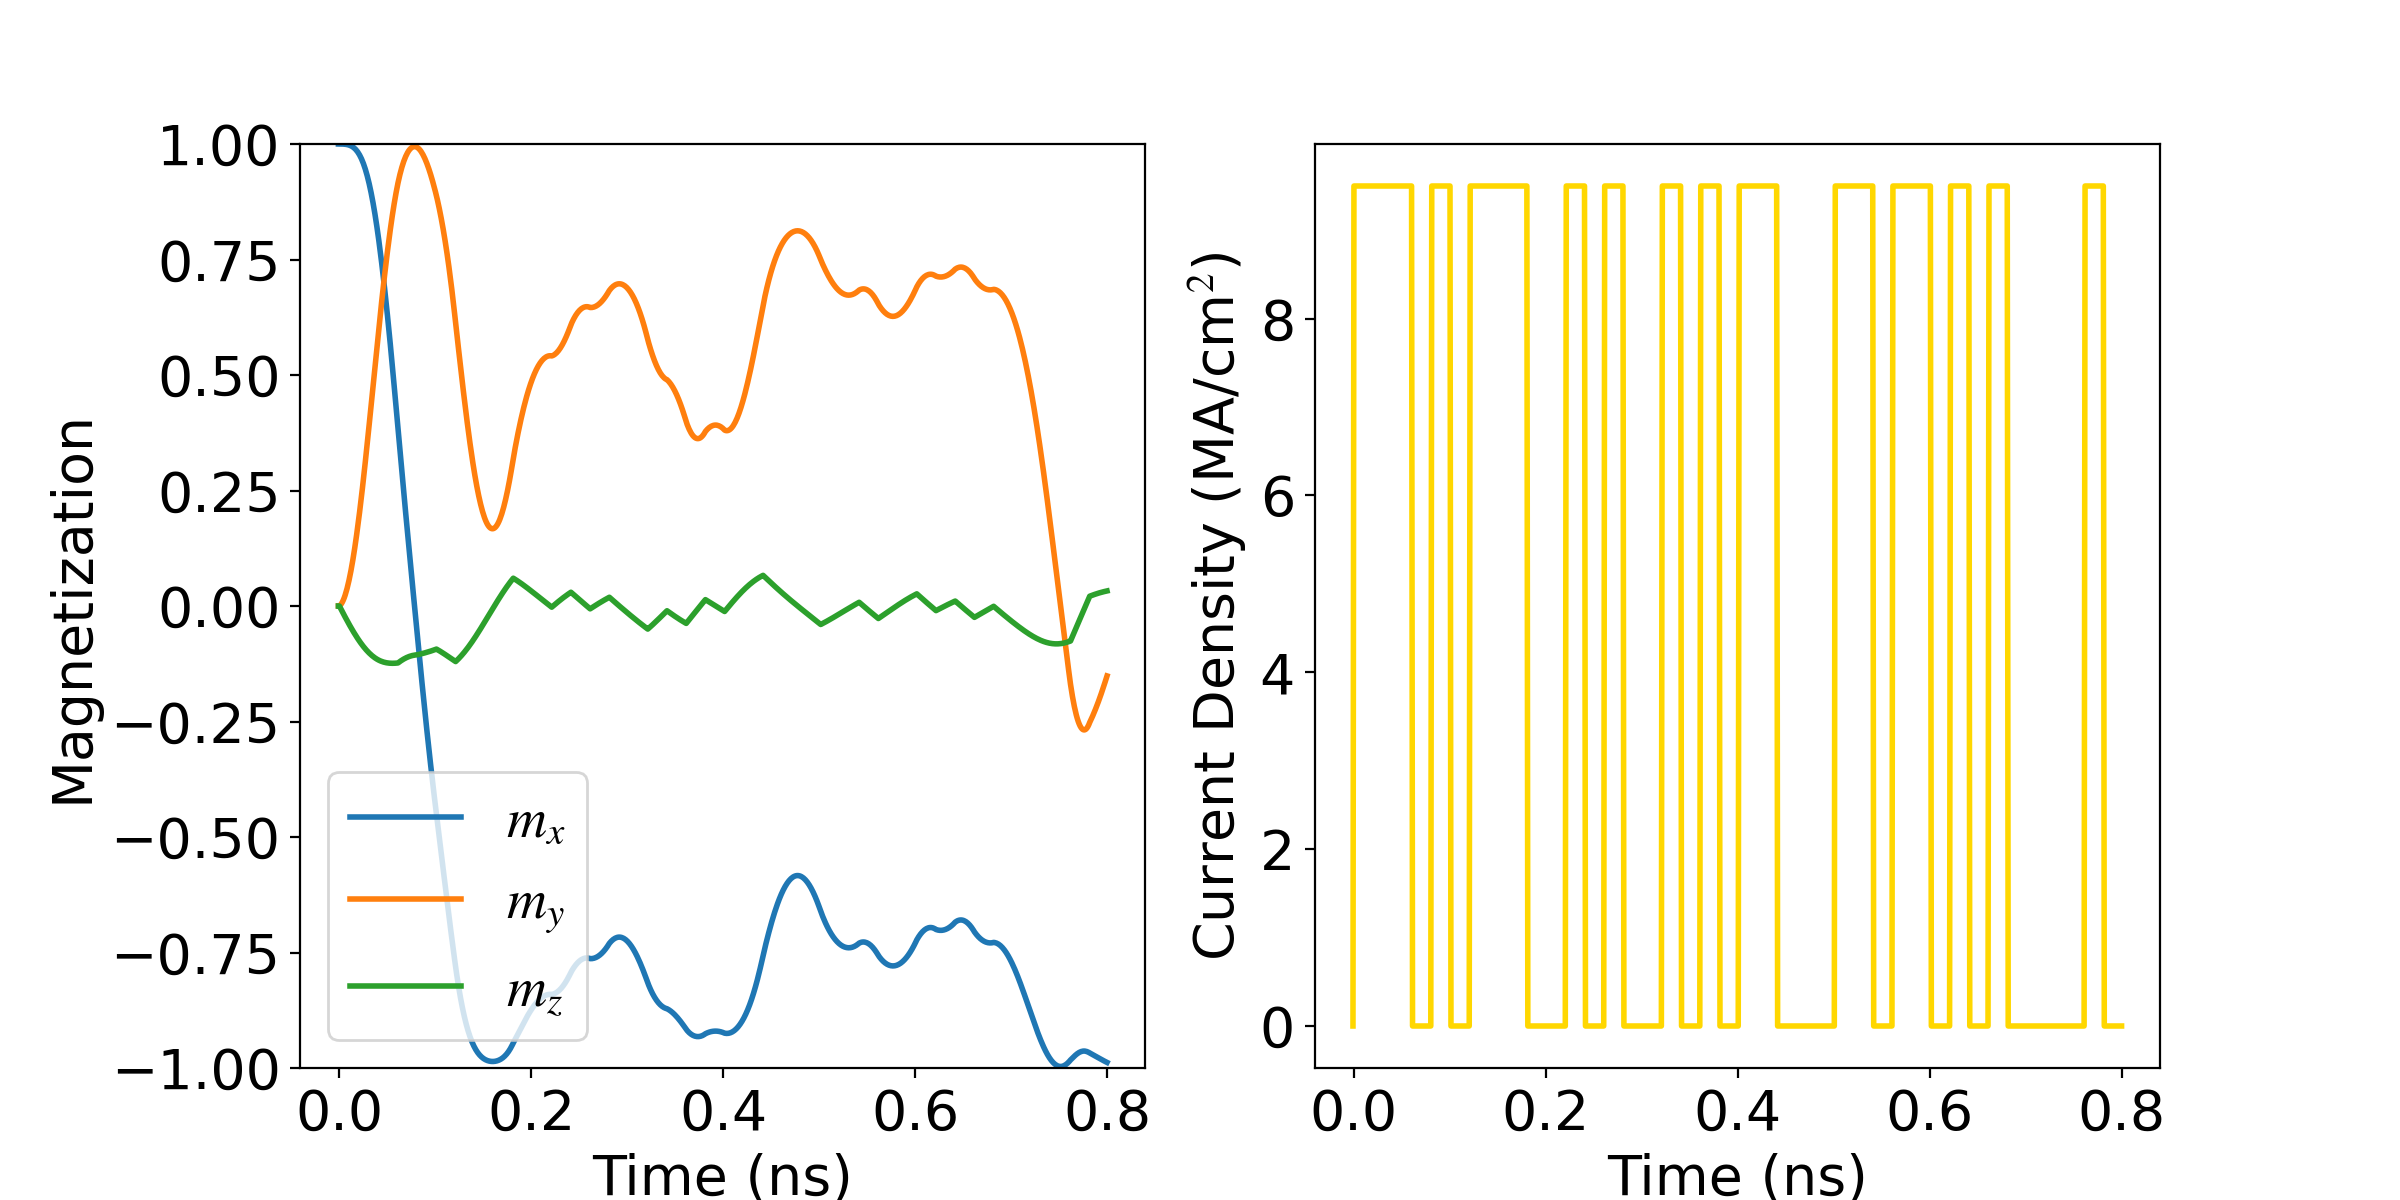 Magnetization
1.00
0.75
0.50
0.25
0.00
−0.25
−0.50
−0.75
−1.00
m_x
m_y
m_z
0.0 0.2 0.4 0.6 0.8
Time (ns)
Current Density (MA/cm²)
8
6
4
2
0
0.0 0.2 0.4 0.6 0.8
Time (ns)